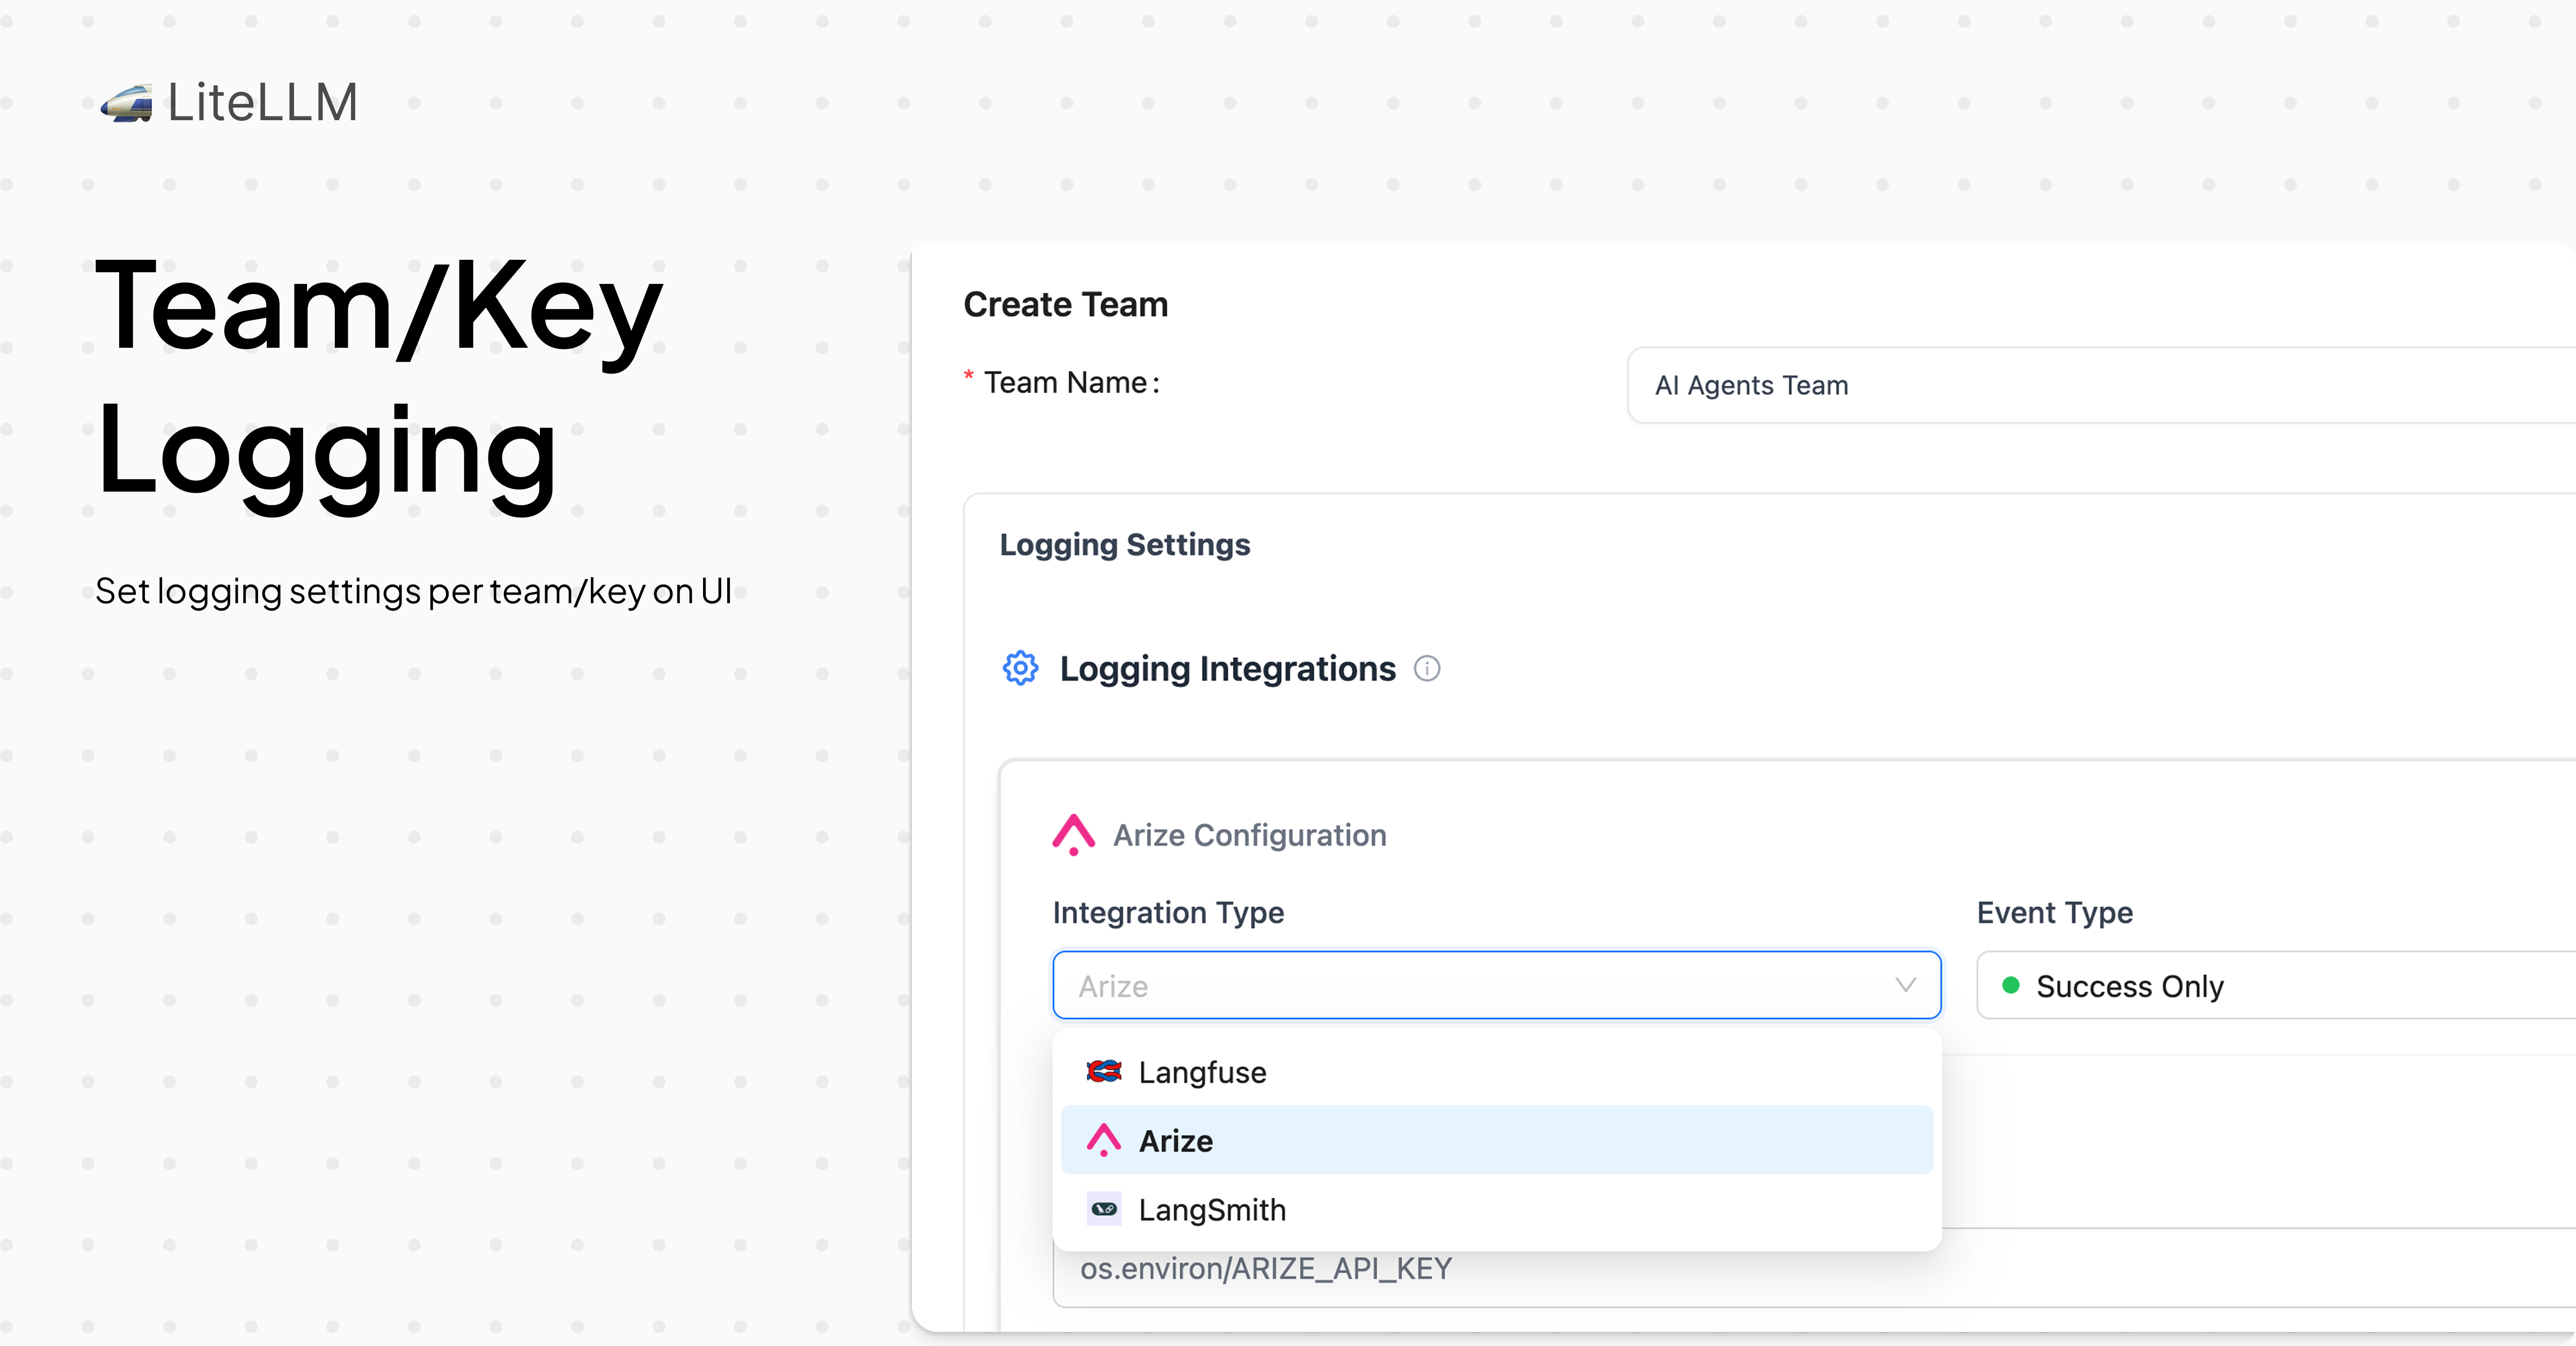 LiteLLM
Team/Key
Logging
Set logging settings per team/key on UI
Create Team
* Team Name:
AI Agents Team
Logging Settings
Logging Integrations
Arize Configuration
Integration Type
Event Type
Arize
Success Only
Langfuse
Arize
LangSmith
os.environ/ARIZE_API_KEY